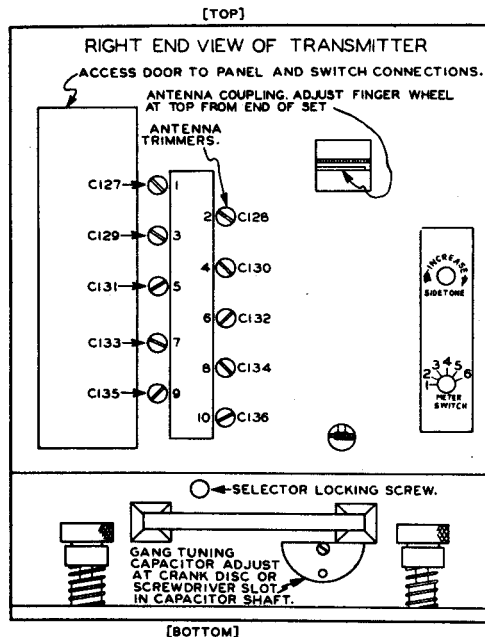 [TOP]
RIGHT END VIEW OF TRANSMITTER
ACCESS DOOR TO PANEL AND SWITCH CONNECTIONS.
ANTENNA COUPLING. ADJUST FINGER WHEEL
AT TOP FROM END OF SET
ANTENNA
TRIMMERS.
C127 1
2 C128
C129 3
4 C130
C131 5
6 C132
C133 7
8 C134
C135 9
10 C136
INCREASE
SIDETONE
1 2 3 4 5 6
METER
SWITCH
SELECTOR LOCKING SCREW.
GANG TUNING
CAPACITOR ADJUST
AT CRANK DISC OR
SCREWDRIVER SLOT
IN CAPACITOR SHAFT.
[BOTTOM]